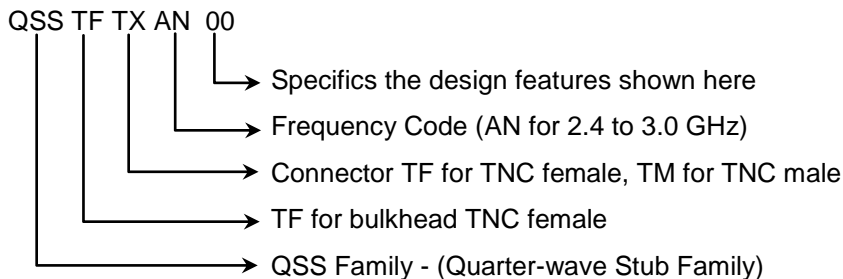 QSS TF TX AN 00
Specifics the design features shown here
Frequency Code (AN for 2.4 to 3.0 GHz)
Connector TF for TNC female, TM for TNC male
TF for bulkhead TNC female
QSS Family - (Quarter-wave Stub Family)